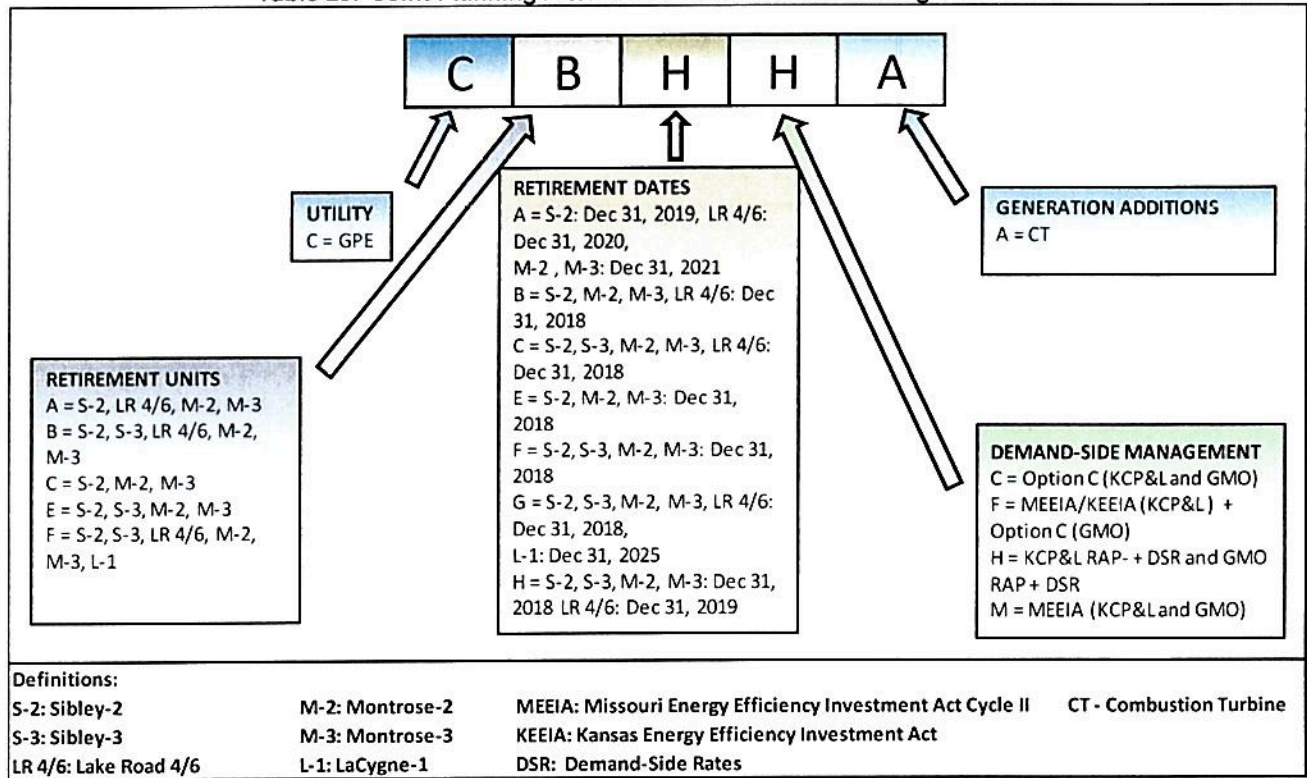 C B H H A
UTILITY
C = GPE
RETIREMENT UNITS
A = S-2, LR 4/6, M-2, M-3
B = S-2, S-3, LR 4/6, M-2,
M-3
C = S-2, M-2, M-3
E = S-2, S-3, M-2, M-3
F = S-2, S-3, LR 4/6, M-2,
M-3, L-1
RETIREMENT DATES
A = S-2: Dec 31, 2019, LR 4/6:
Dec 31, 2020,
M-2 , M-3: Dec 31, 2021
B = S-2, M-2, M-3, LR 4/6: Dec
31, 2018
C = S-2, S-3, M-2, M-3, LR 4/6:
Dec 31, 2018
E = S-2, M-2, M-3: Dec 31,
2018
F = S-2, S-3, M-2, M-3: Dec 31,
2018
G = S-2, S-3, M-2, M-3, LR 4/6:
Dec 31, 2018,
L-1: Dec 31, 2025
H = S-2, S-3, M-2, M-3: Dec 31,
2018 LR 4/6: Dec 31, 2019
GENERATION ADDITIONS
A = CT
DEMAND-SIDE MANAGEMENT
C = Option C (KCP&L and GMO)
F = MEEIA/KEEIA (KCP&L) +
Option C (GMO)
H = KCP&L RAP- + DSR and GMO
RAP + DSR
M = MEEIA (KCP&L and GMO)
Definitions:
S-2: Sibley-2 M-2: Montrose-2 MEEIA: Missouri Energy Efficiency Investment Act Cycle II CT - Combustion Turbine
S-3: Sibley-3 M-3: Montrose-3 KEEIA: Kansas Energy Efficiency Investment Act
LR 4/6: Lake Road 4/6 L-1: LaCygne-1 DSR: Demand-Side Rates